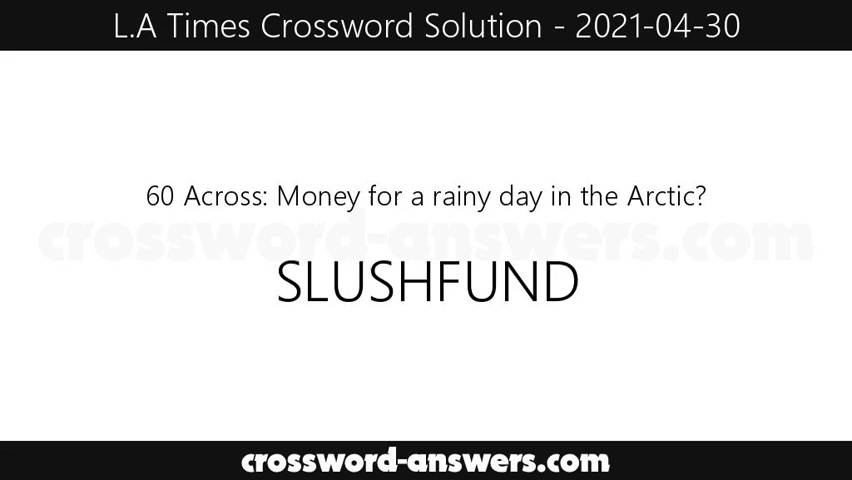 L.A Times Crossword Solution - 2021-04-30
60 Across: Money for a rainy day in the Arctic?
crossword-answers.com
SLUSHFUND
crossword-answers.com